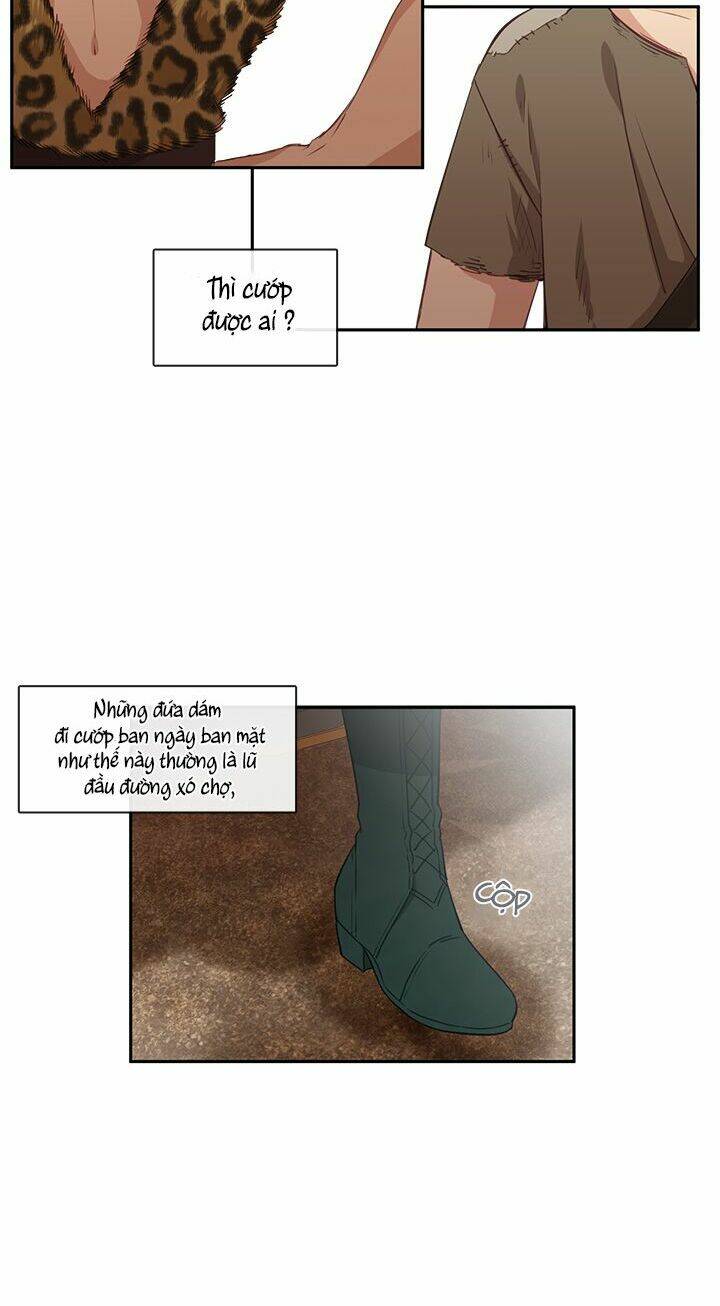 Thì cướp
được ai ?
Những đứa dám
đi cướp ban ngày ban mặt
như thế này thường là lũ
đầu đường xó chợ,
CỘP